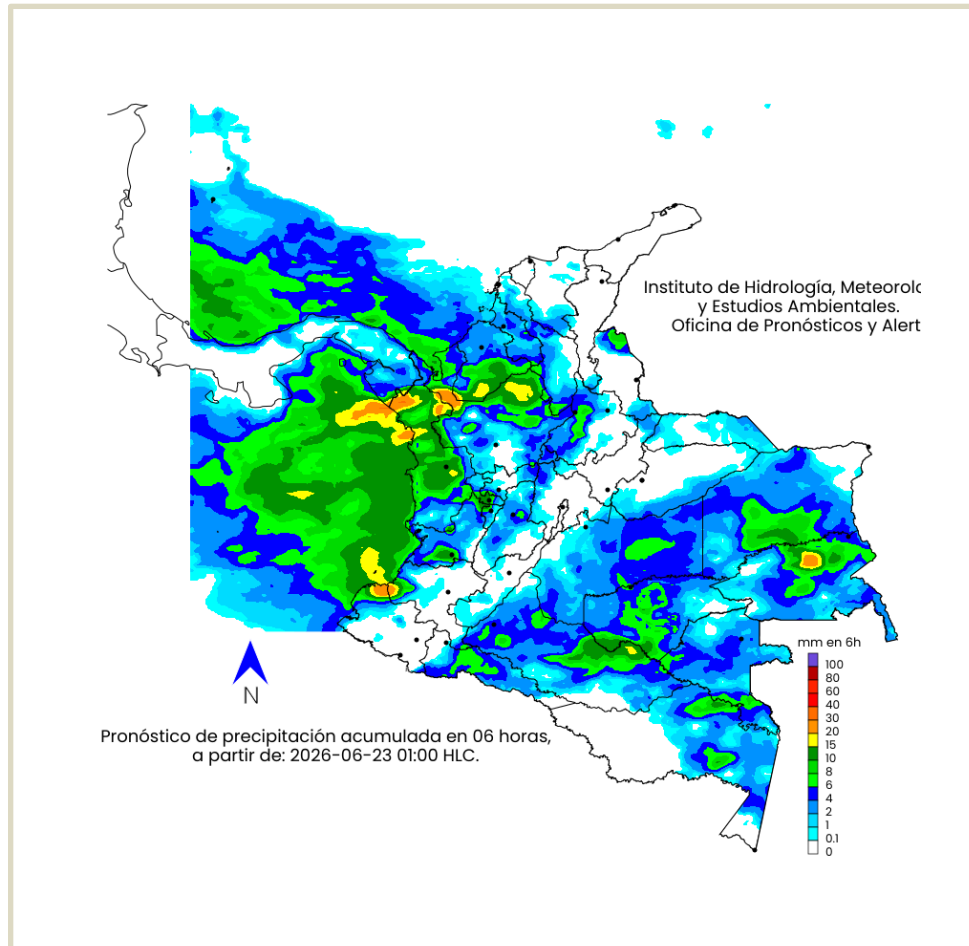 Instituto de Hidrología, Meteorolo
y Estudios Ambientales.
Oficina de Pronósticos y Alert
mm en 6h
100
80
60
40
30
20
15
10
8
6
4
2
1
0.1
0
N
Pronóstico de precipitación acumulada en 06 horas,
a partir de: 2026-06-23 01:00 HLC.